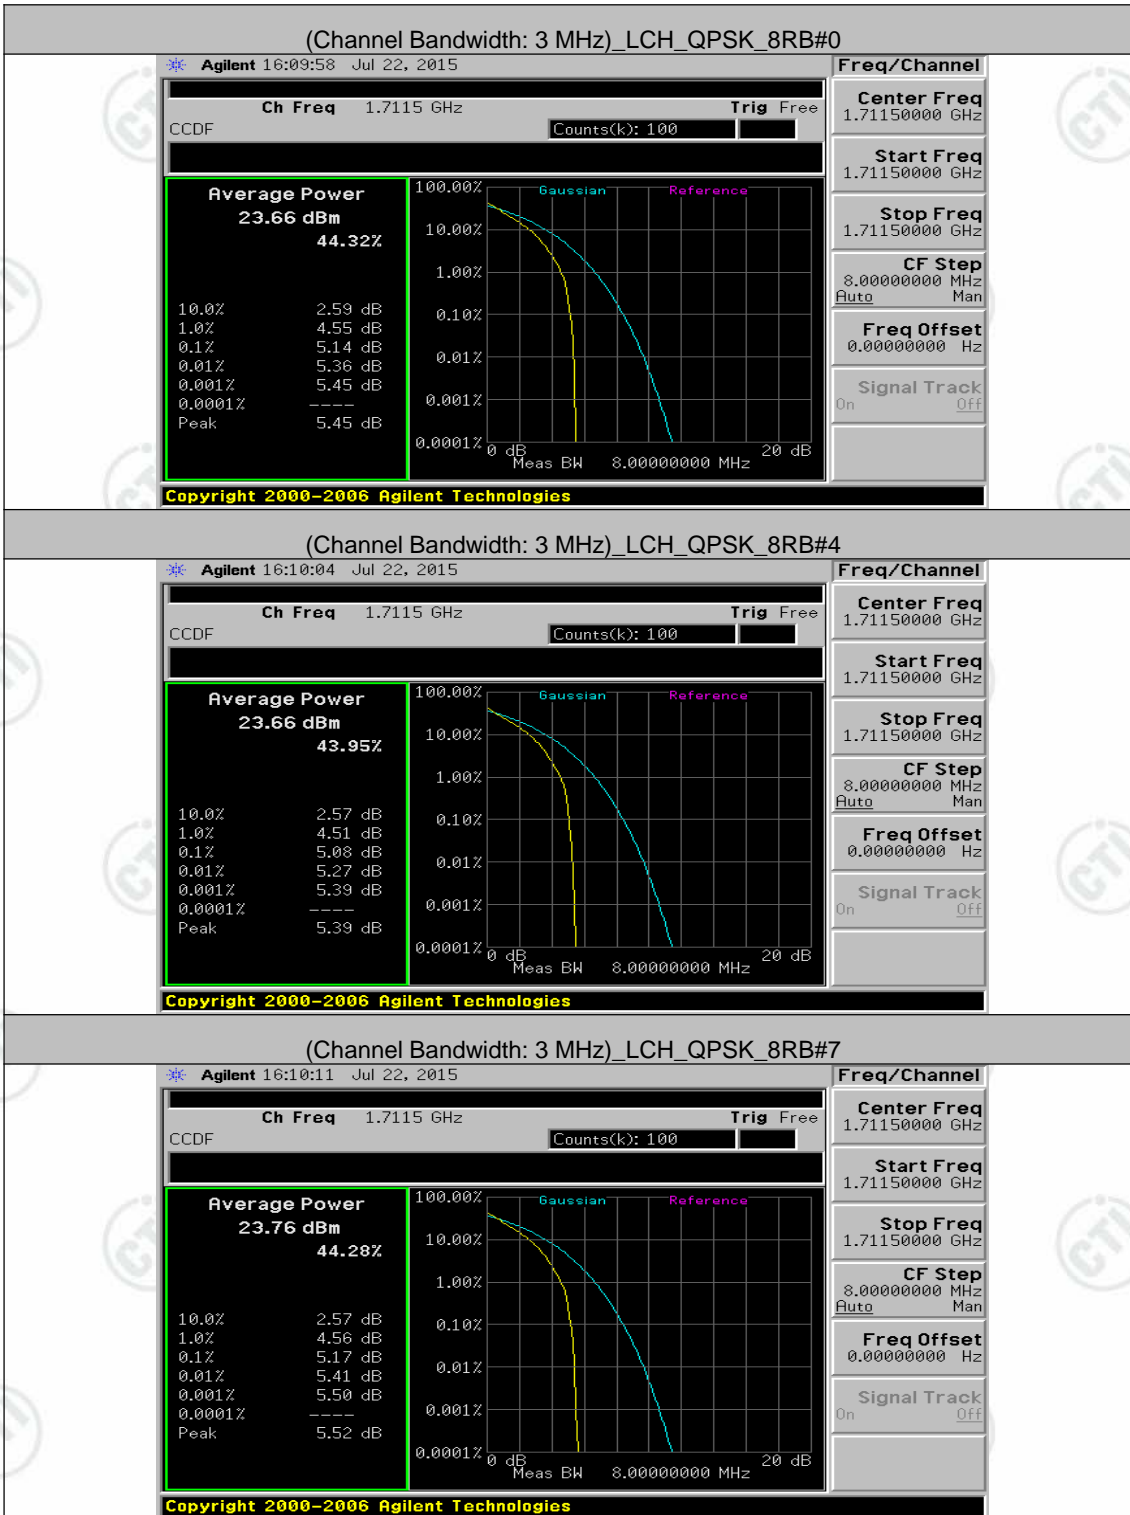 (Channel Bandwidth: 3 MHz)_LCH_QPSK_8RB#0
Agilent 16:09:58 Jul 22, 2015
Freq/Channel
Ch Freq 1.7115 GHz Trig Free
CCDF Counts(k): 100
Average Power
23.66 dBm
44.32%
10.0% 2.59 dB
1.0% 4.55 dB
0.1% 5.14 dB
0.01% 5.36 dB
0.001% 5.45 dB
0.0001% ----
Peak 5.45 dB
Gaussian Reference
100.00%
10.00%
1.00%
0.10%
0.01%
0.001%
0.0001%
0 dB 20 dB
Meas BW 8.00000000 MHz
Center Freq
1.71150000 GHz
Start Freq
1.71150000 GHz
Stop Freq
1.71150000 GHz
CF Step
8.00000000 MHz
Auto Man
Freq Offset
0.00000000 Hz
Signal Track
On Off
Copyright 2000-2006 Agilent Technologies
(Channel Bandwidth: 3 MHz)_LCH_QPSK_8RB#4
Agilent 16:10:04 Jul 22, 2015
Freq/Channel
Ch Freq 1.7115 GHz Trig Free
CCDF Counts(k): 100
Average Power
23.66 dBm
43.95%
10.0% 2.57 dB
1.0% 4.51 dB
0.1% 5.08 dB
0.01% 5.27 dB
0.001% 5.39 dB
0.0001% ----
Peak 5.39 dB
Gaussian Reference
100.00%
10.00%
1.00%
0.10%
0.01%
0.001%
0.0001%
0 dB 20 dB
Meas BW 8.00000000 MHz
Center Freq
1.71150000 GHz
Start Freq
1.71150000 GHz
Stop Freq
1.71150000 GHz
CF Step
8.00000000 MHz
Auto Man
Freq Offset
0.00000000 Hz
Signal Track
On Off
Copyright 2000-2006 Agilent Technologies
(Channel Bandwidth: 3 MHz)_LCH_QPSK_8RB#7
Agilent 16:10:11 Jul 22, 2015
Freq/Channel
Ch Freq 1.7115 GHz Trig Free
CCDF Counts(k): 100
Average Power
23.76 dBm
44.28%
10.0% 2.57 dB
1.0% 4.56 dB
0.1% 5.17 dB
0.01% 5.41 dB
0.001% 5.50 dB
0.0001% ----
Peak 5.52 dB
Gaussian Reference
100.00%
10.00%
1.00%
0.10%
0.01%
0.001%
0.0001%
0 dB 20 dB
Meas BW 8.00000000 MHz
Center Freq
1.71150000 GHz
Start Freq
1.71150000 GHz
Stop Freq
1.71150000 GHz
CF Step
8.00000000 MHz
Auto Man
Freq Offset
0.00000000 Hz
Signal Track
On Off
Copyright 2000-2006 Agilent Technologies
CTI
CTI
CTI
CTI
CTI
CTI
CTI
CTI